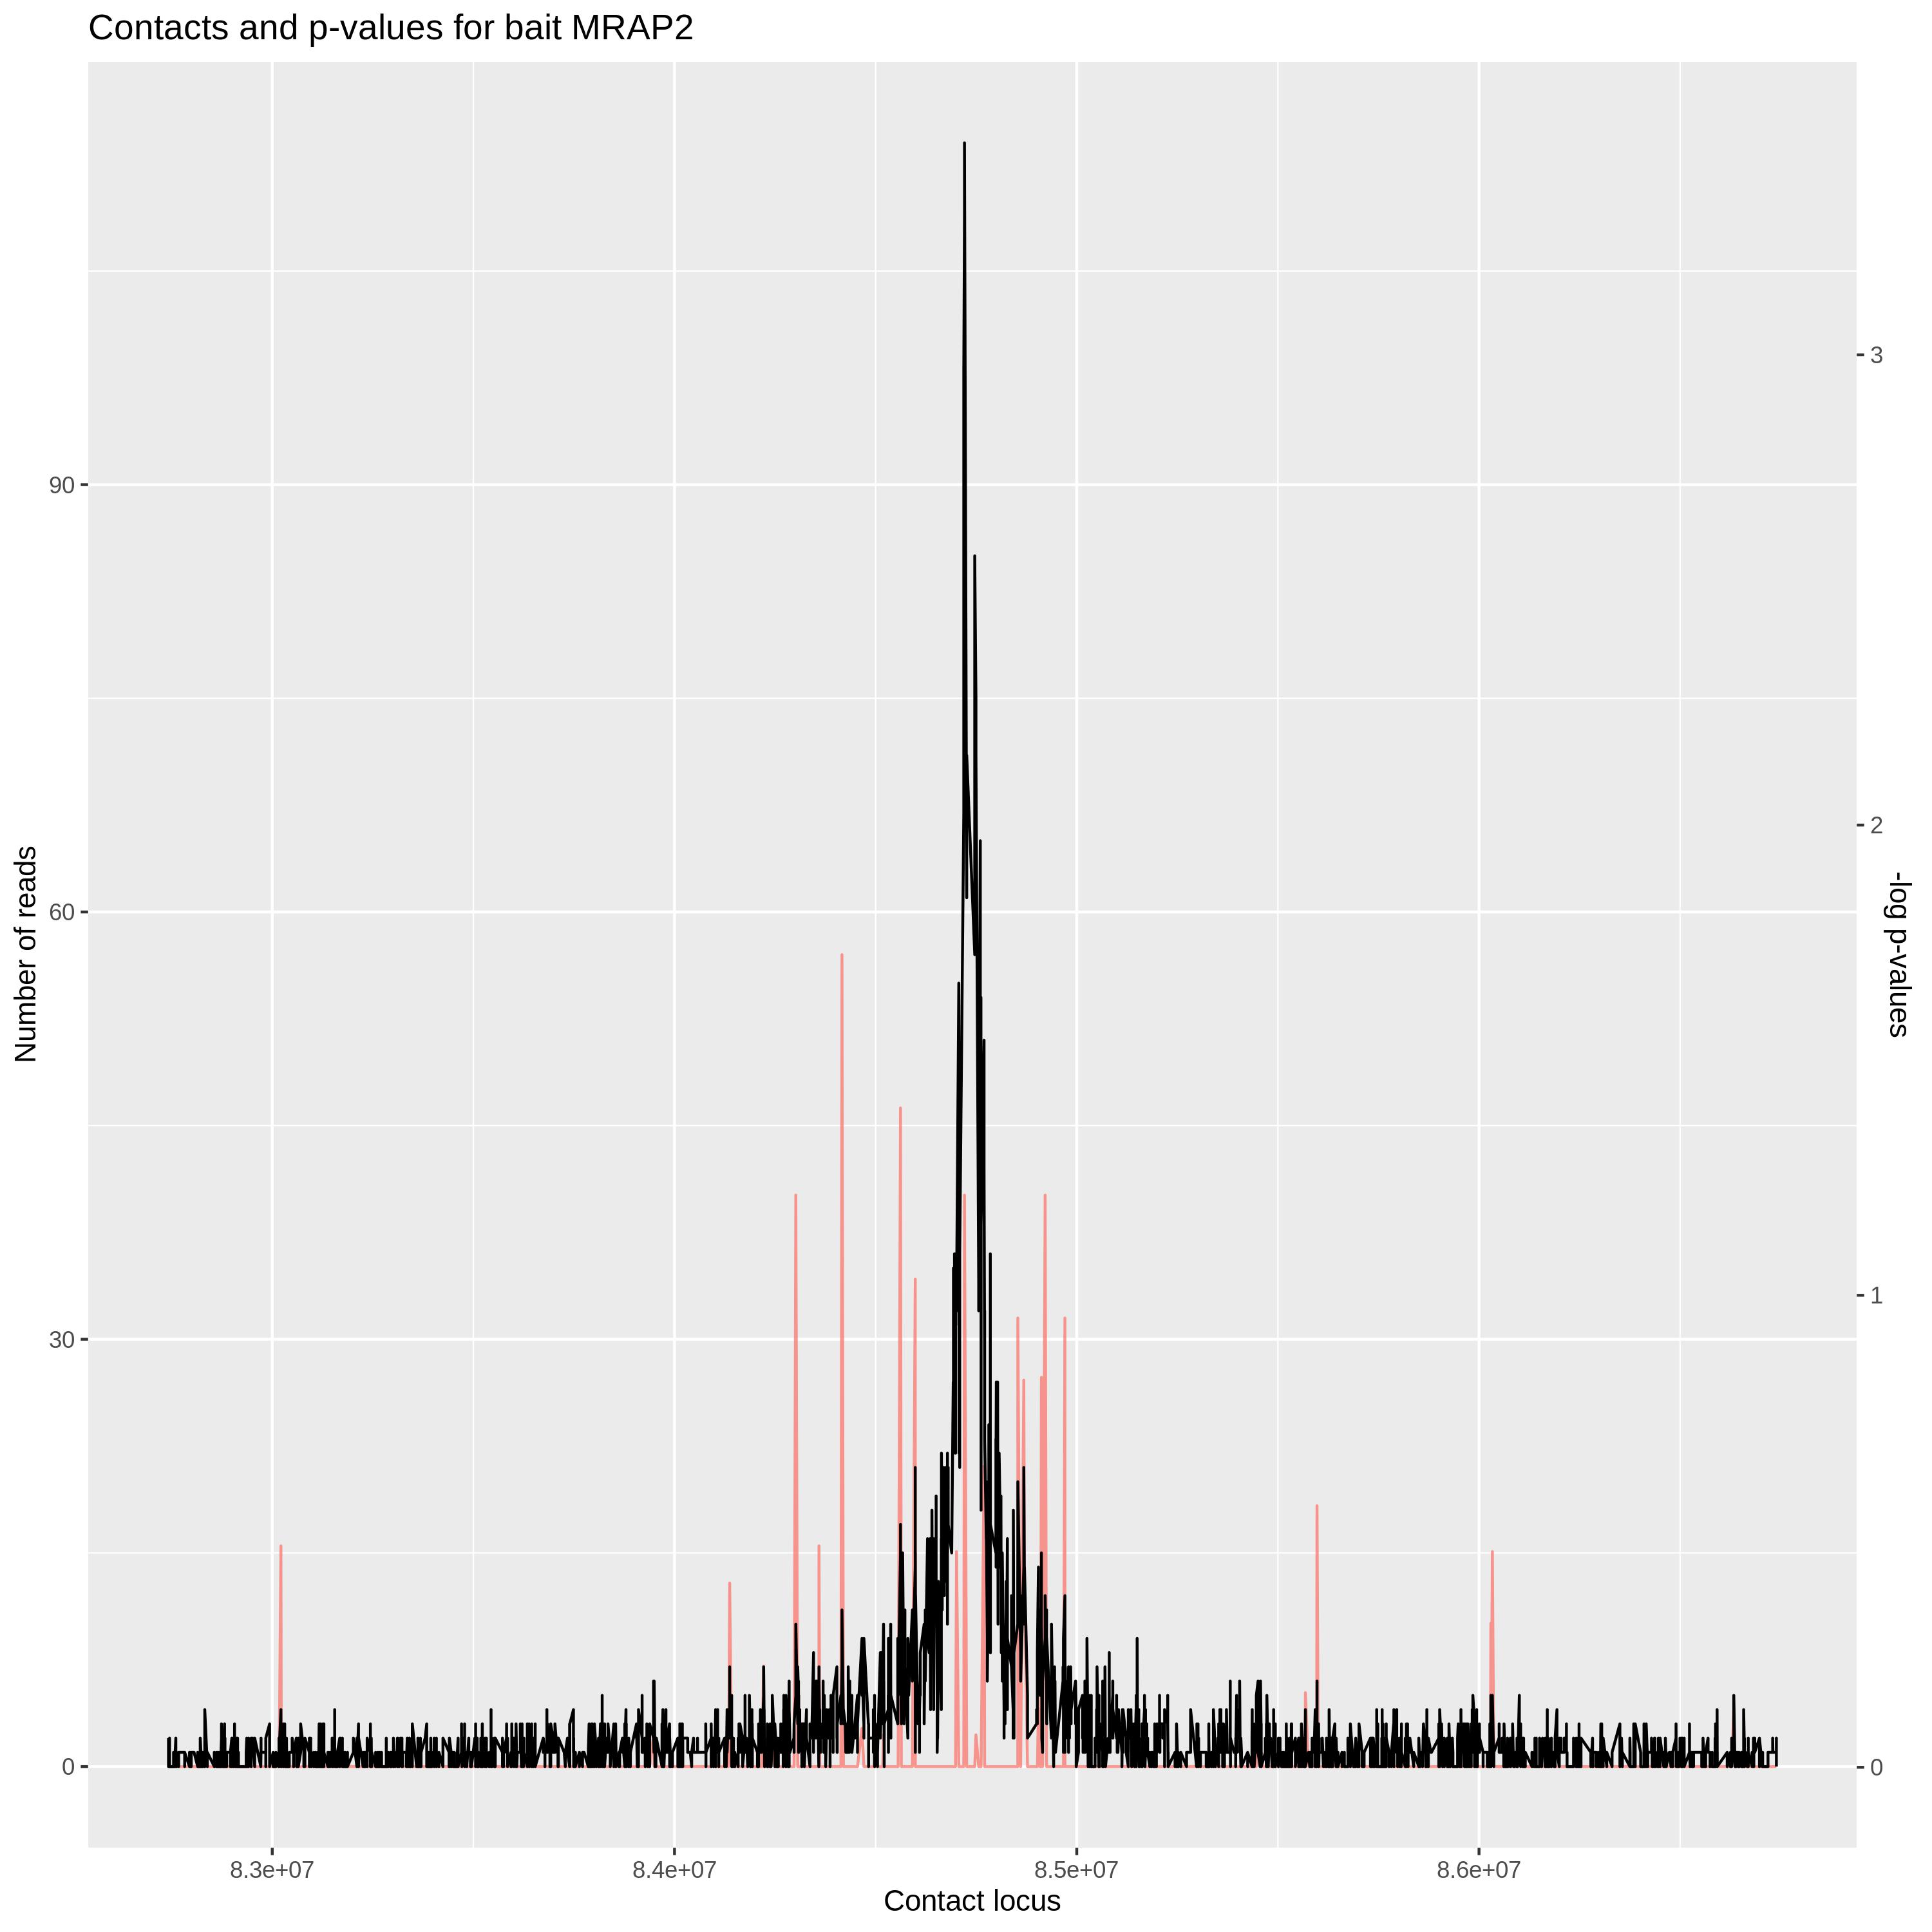 Contacts and p-values for bait MRAP2
Number of reads
90
60
30
0
3
2
1
0
-log p-values
8.3e+07
8.4e+07
8.5e+07
8.6e+07
Contact locus